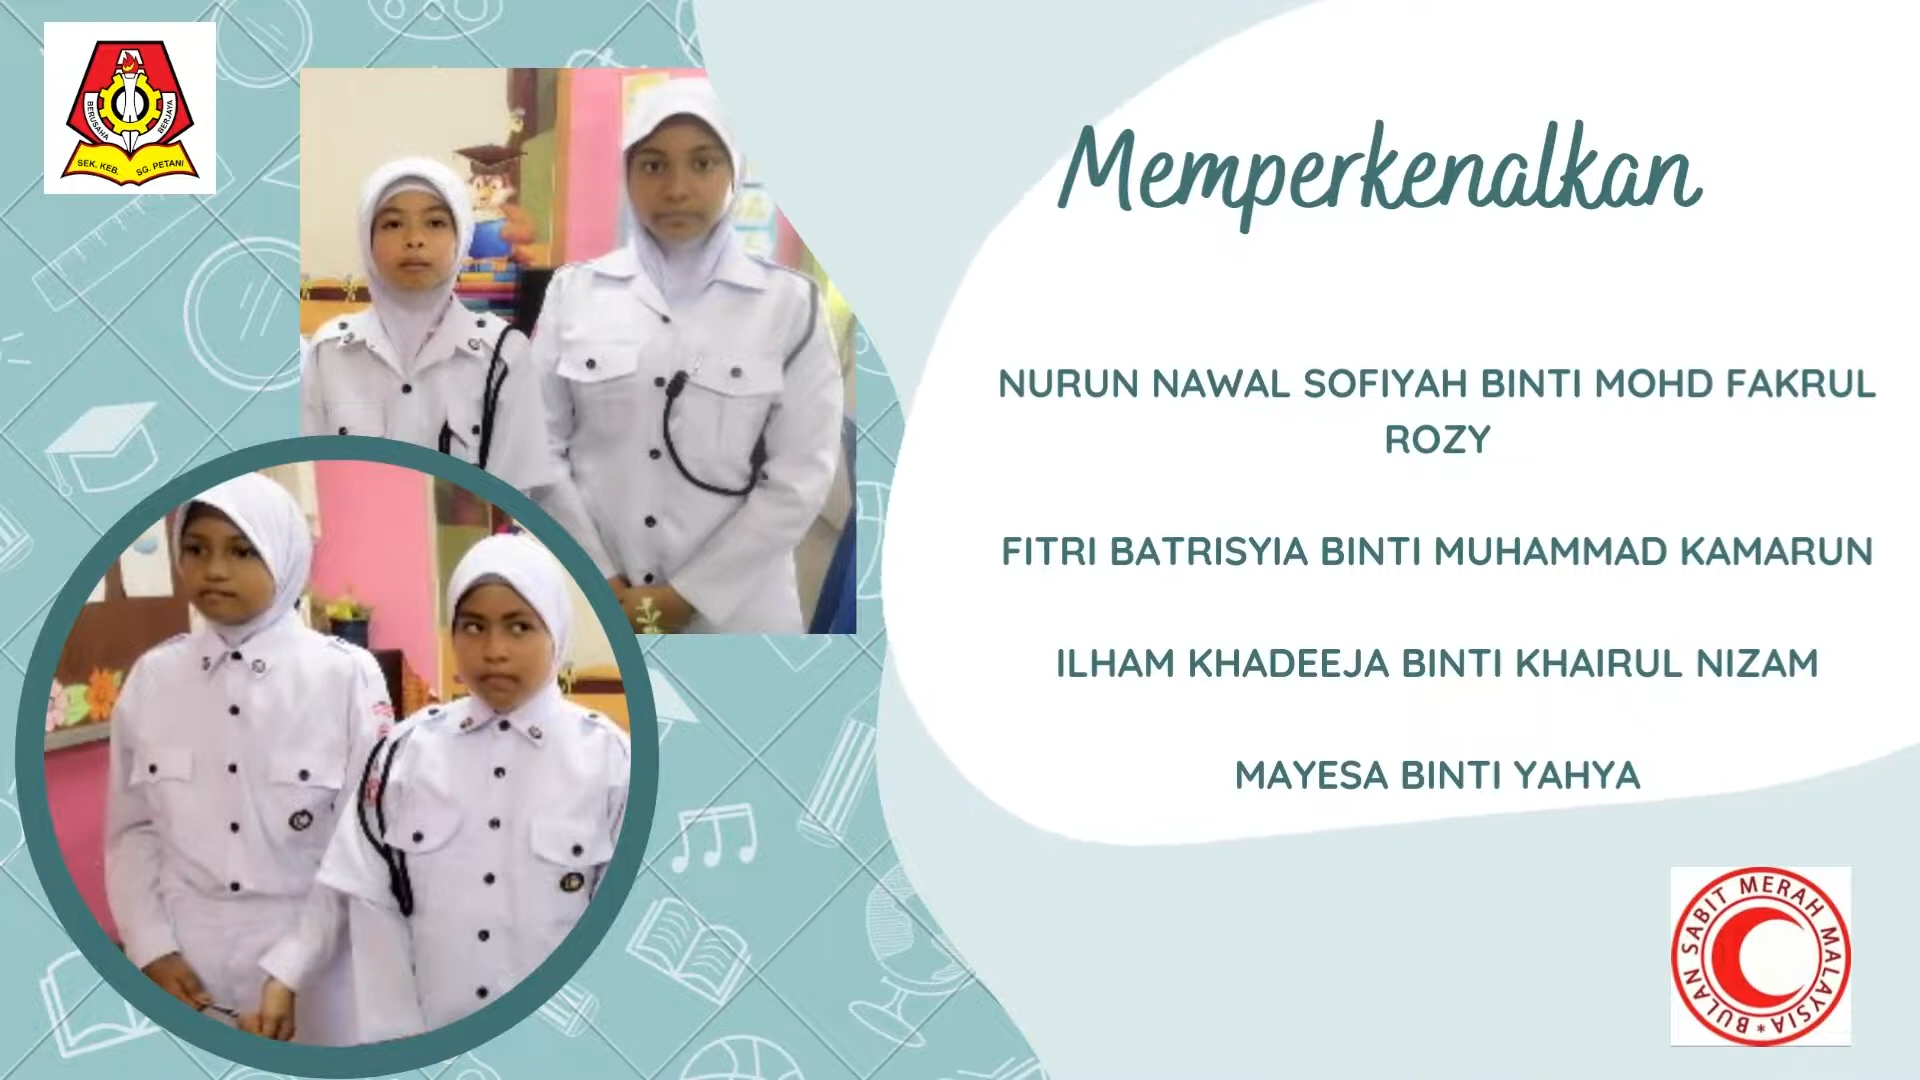 BERUSAHA
BERJAYA
SEK. KEB. SG. PETANI
Memperkenalkan
NURUN NAWAL SOFIYAH BINTI MOHD FAKRUL
ROZY
FITRI BATRISYIA BINTI MUHAMMAD KAMARUN
ILHAM KHADEEJA BINTI KHAIRUL NIZAM
MAYESA BINTI YAHYA
BULAN SABIT MERAH MALAYSIA *